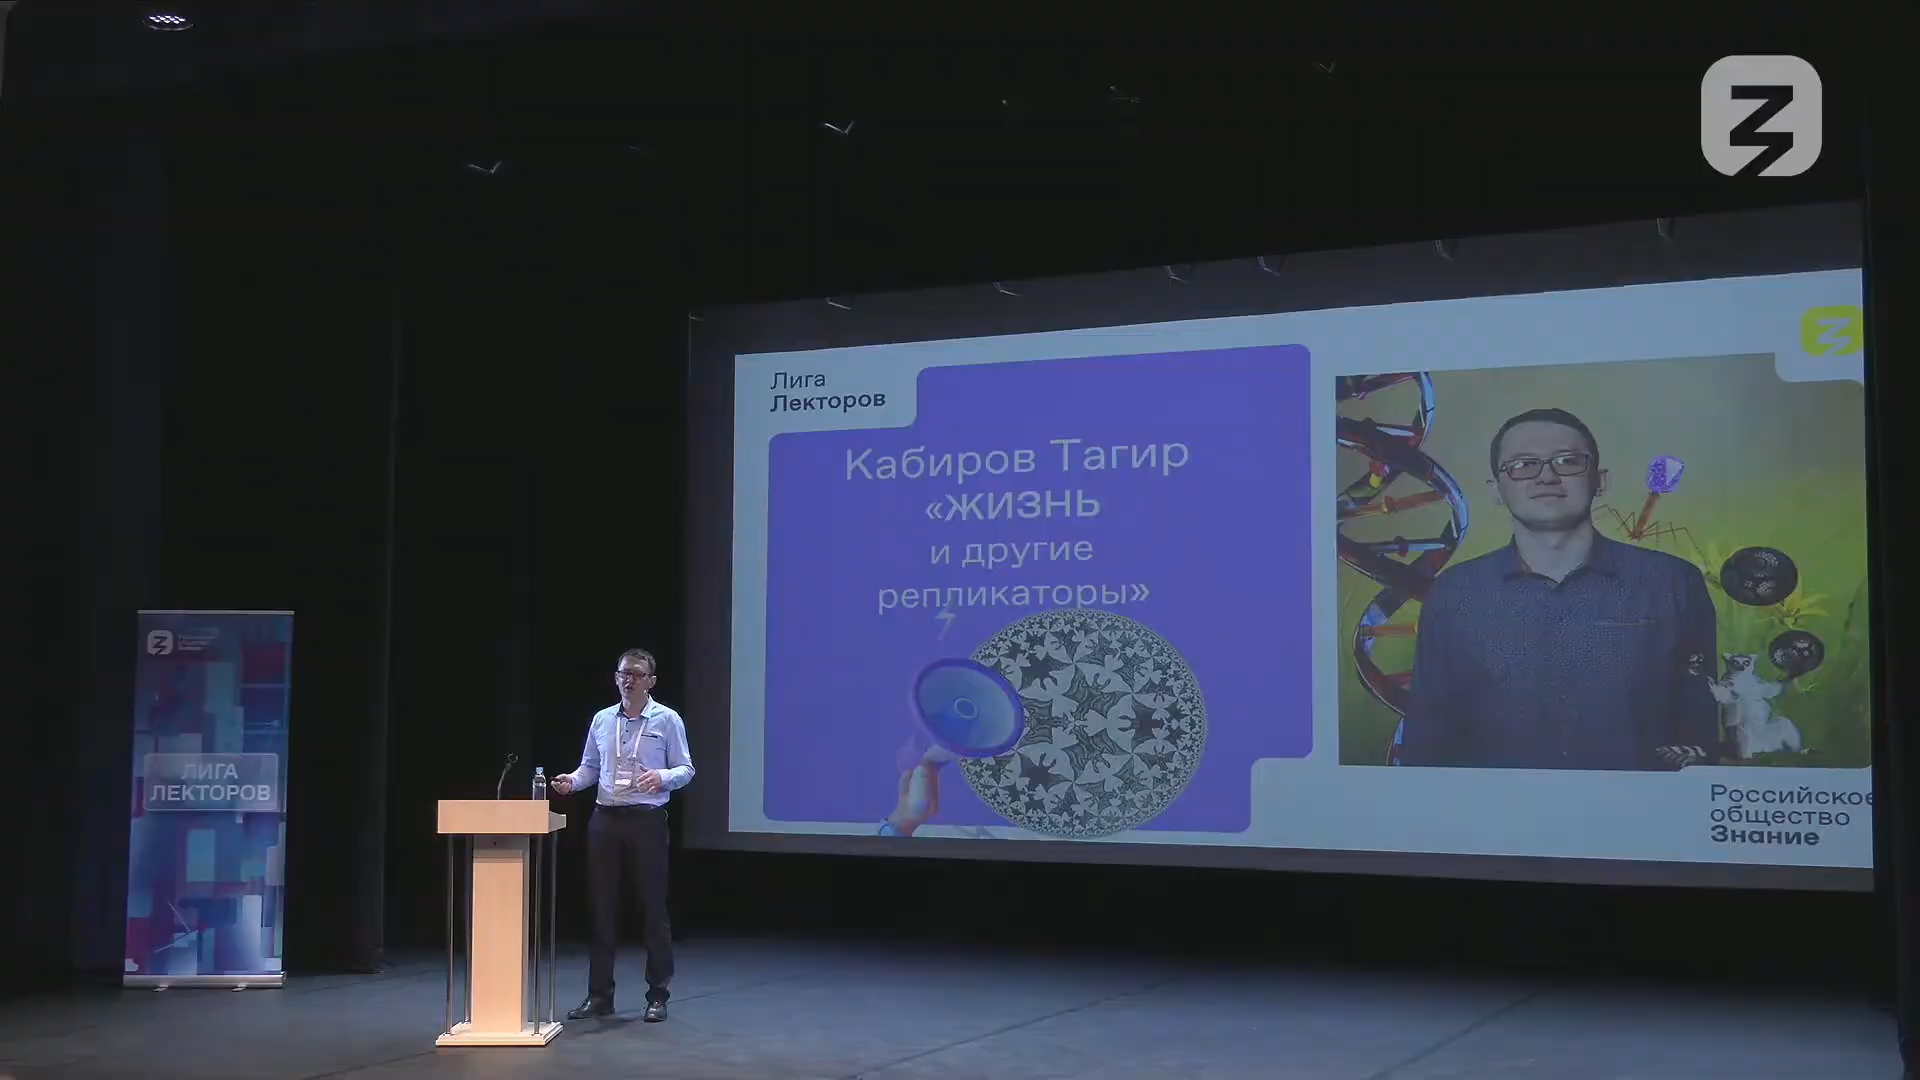 Лига
Лекторов
Кабиров Тагир
«ЖИЗНЬ
и другие
репликаторы»
Российское
общество
Знание
ЛИГА
ЛЕКТОРОВ